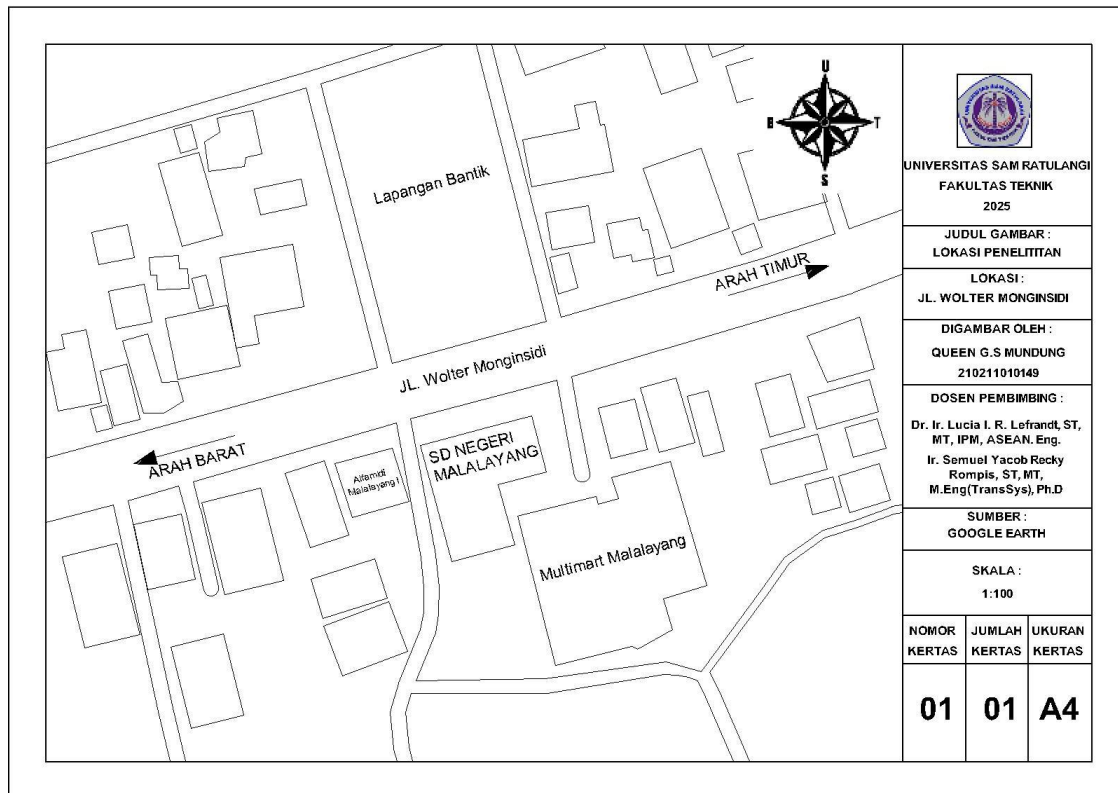 U
B
T
S
Lapangan Bantik
ARAH TIMUR
JL. Wolter Monginsidi
ARAH BARAT
SD NEGERI
MALALAYANG
Alfamidi
Malalayang I
Multimart Malalayang
UNIVERSITAS SAM RATULANGI
FAKULTAS TEKNIK
2025
JUDUL GAMBAR :
LOKASI PENELITITAN
LOKASI :
JL. WOLTER MONGINSIDI
DIGAMBAR OLEH :
QUEEN G.S MUNDUNG
210211010149
DOSEN PEMBIMBING :
Dr. Ir. Lucia I. R. Lefrandt, ST,
MT, IPM, ASEAN. Eng.
Ir. Semuel Yacob Recky
Rompis, ST, MT,
M.Eng(TransSys), Ph.D
SUMBER :
GOOGLE EARTH
SKALA :
1:100
NOMOR
KERTAS
JUMLAH
KERTAS
UKURAN
KERTAS
01
01
A4